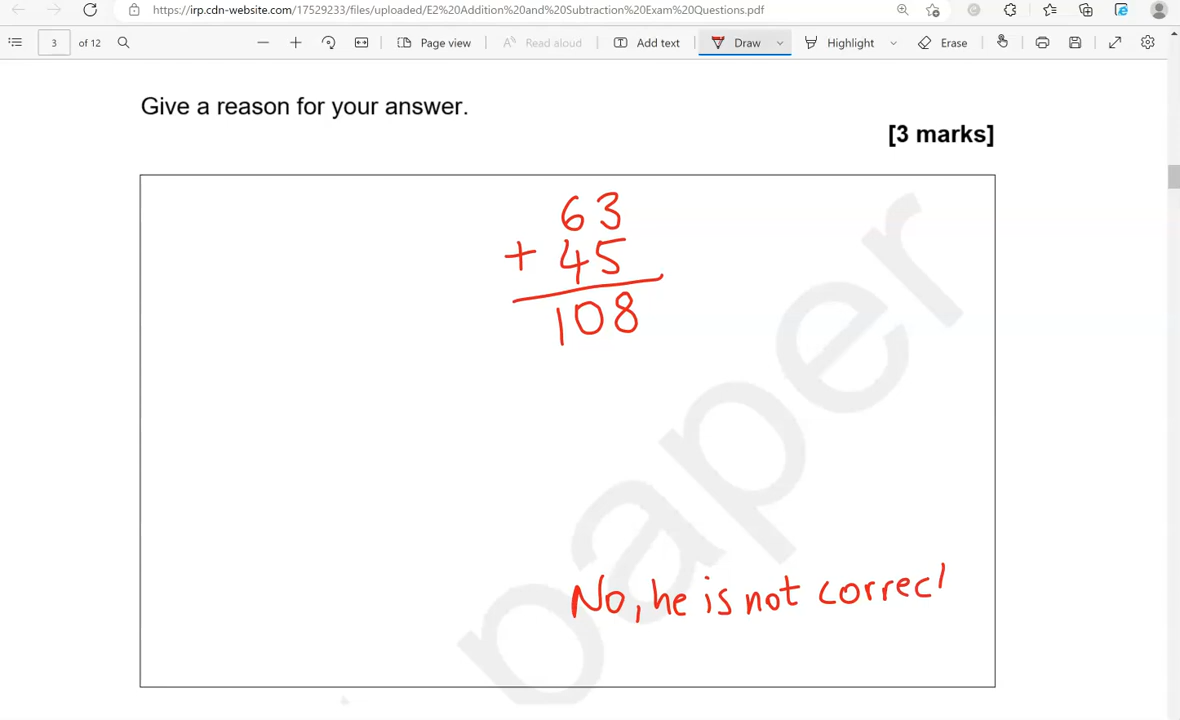 https://irp.cdn-website.com/17529233/files/uploaded/E2%20Addition%20and%20Subtraction%20Exam%20Questions.pdf
3 of 12 Page view Read aloud Add text Draw Highlight Erase
Give a reason for your answer.
[3 marks]
63
+ 45
108
No, he is not correct
paper